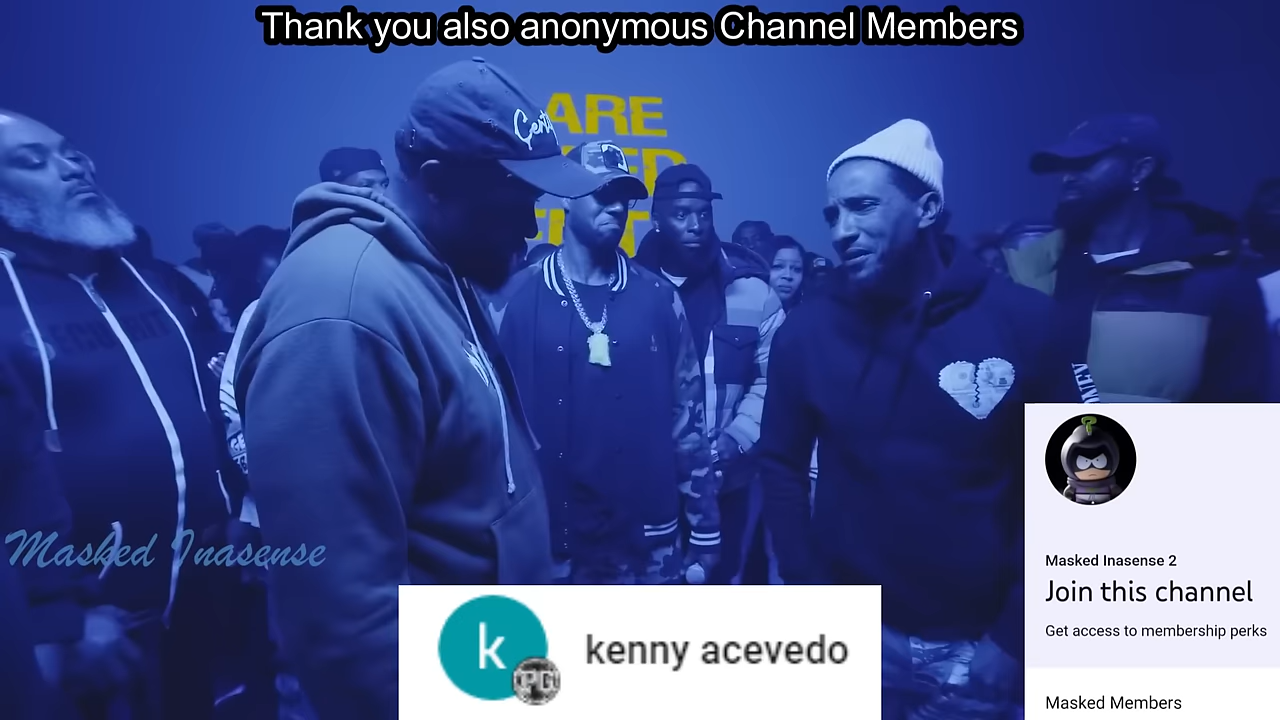 Thank you also anonymous Channel Members
ARE
Masked Inasense
k
kenny acevedo
Masked Inasense 2
Join this channel
Get access to membership perks
Masked Members